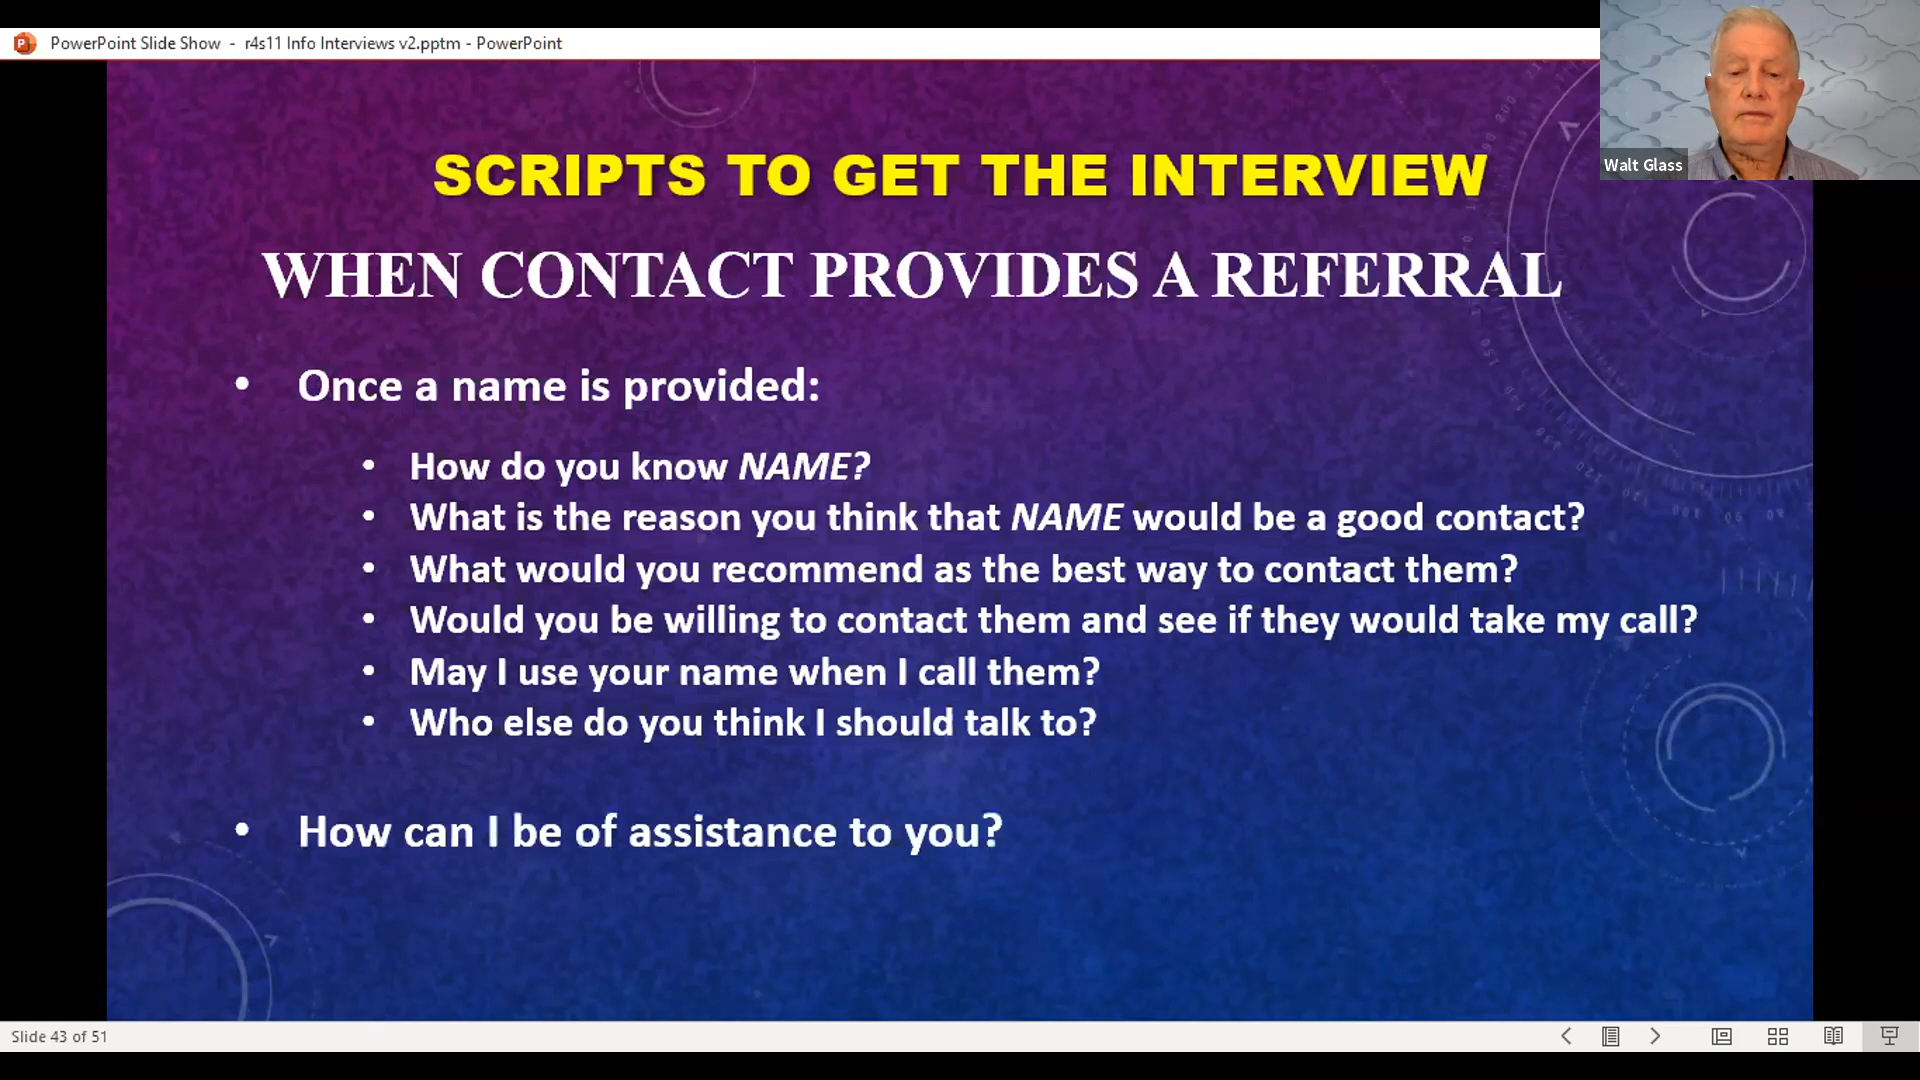 PowerPoint Slide Show - r4s11 Info Interviews v2.pptm - PowerPoint
Walt Glass
SCRIPTS TO GET THE INTERVIEW
WHEN CONTACT PROVIDES A REFERRAL
• Once a name is provided:
• How do you know NAME?
• What is the reason you think that NAME would be a good contact?
• What would you recommend as the best way to contact them?
• Would you be willing to contact them and see if they would take my call?
• May I use your name when I call them?
• Who else do you think I should talk to?
• How can I be of assistance to you?
Slide 43 of 51